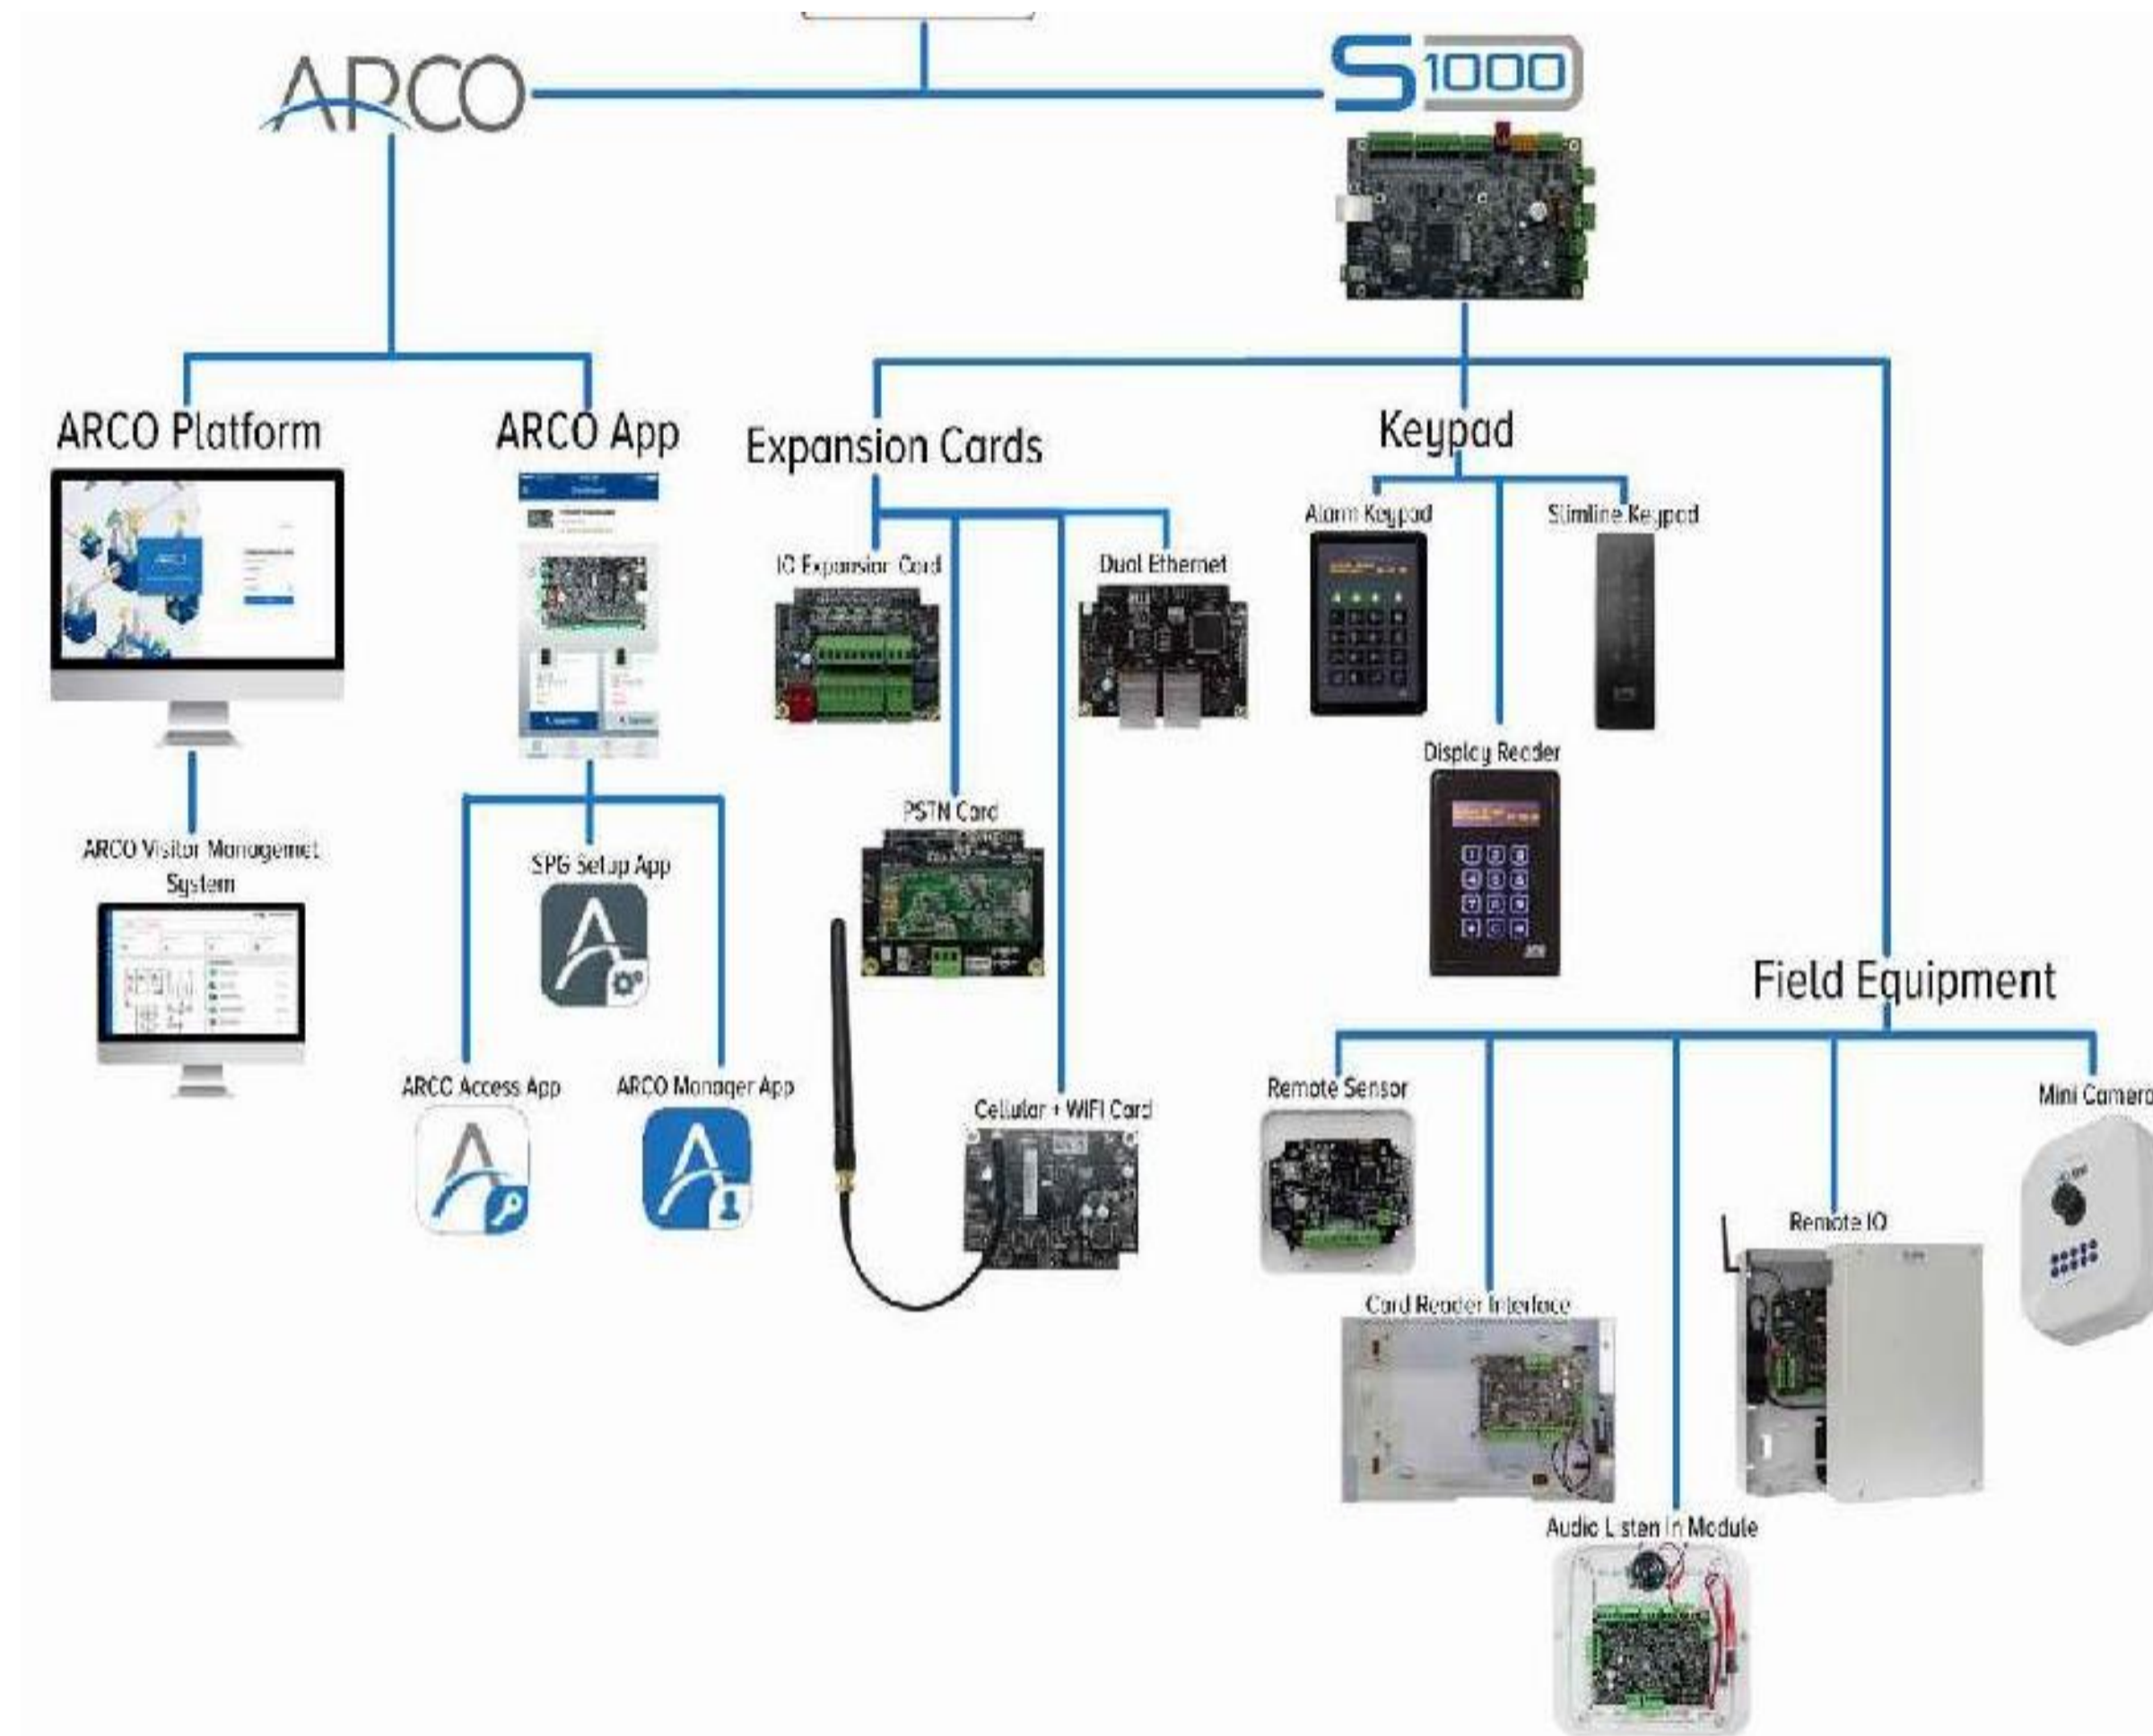 ARCO
S1000
ARCO Platform
ARCO App
Expansion Cards
Keypad
Alarm Keypad
Slimline Keypad
IO Expansion Card
Dual Ethernet
Display Reader
PSTN Card
ARCO Visitor Managemet
System
SPG Setup App
Field Equipment
ARCO Access App
ARCO Manager App
Cellular + WIFI Card
Remote Sensor
Mini Camera
Remote IO
Card Reader Interface
Audio Listen In Module